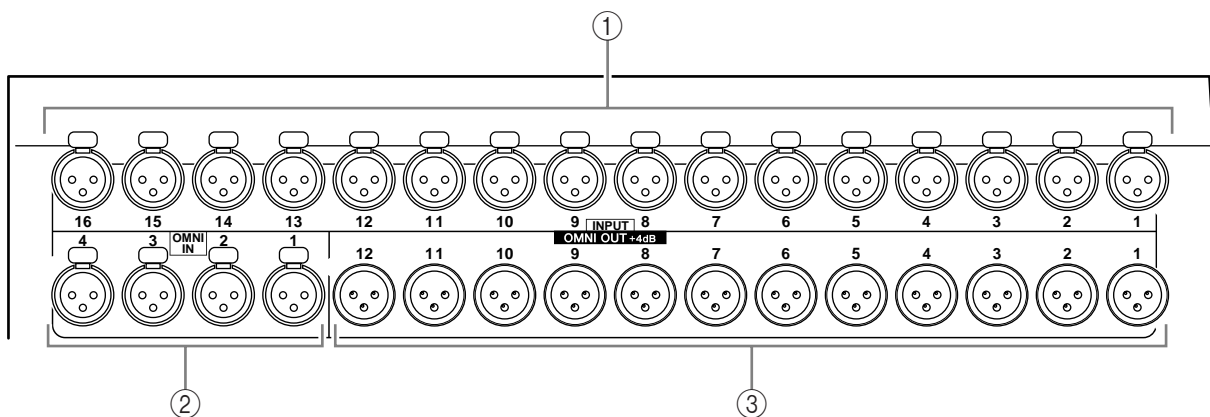 ①
16 15 14 13 12 11 10 9 INPUT 8 7 6 5 4 3 2 1
4 3 OMNI IN 2 1 OMNI OUT +4dB
12 11 10 9 8 7 6 5 4 3 2 1
② ③